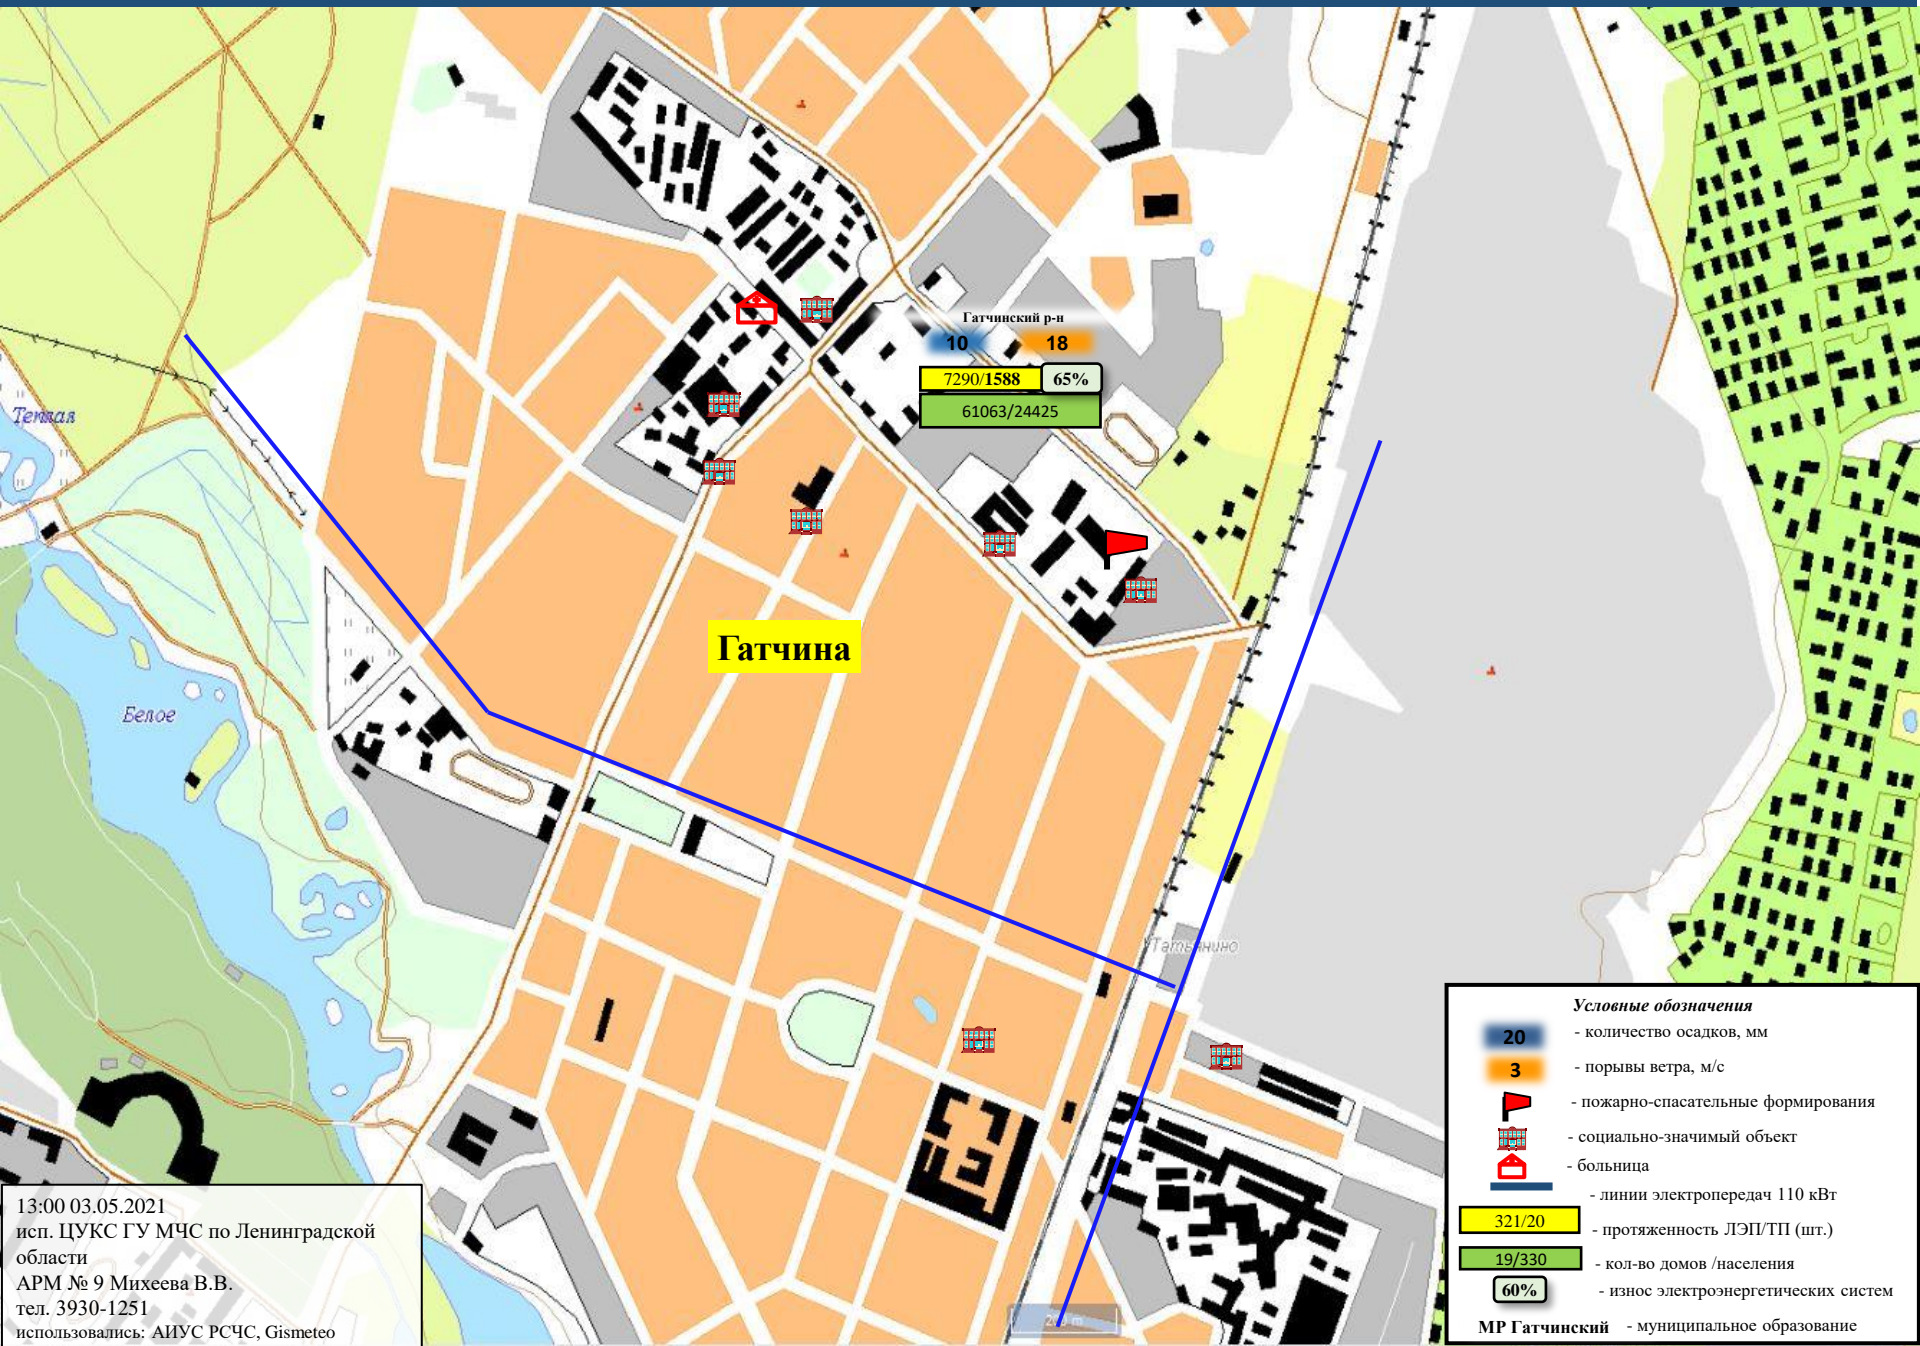 Гатчинский р-н
10 18
7290/1588 65%
61063/24425
Теплая
Гатчина
Белое
Татьянино
Условные обозначения
20 - количество осадков, мм
3 - порывы ветра, м/с
- пожарно-спасательные формирования
- социально-значимый объект
- больница
- линии электропередач 110 кВт
321/20 - протяженность ЛЭП/ТП (шт.)
19/330 - кол-во домов /населения
60% - износ электроэнергетических систем
МР Гатчинский - муниципальное образование
13:00 03.05.2021
исп. ЦУКС ГУ МЧС по Ленинградской
области
АРМ № 9 Михеева В.В.
тел. 3930-1251
использовались: АИУС РСЧС, Gismeteo